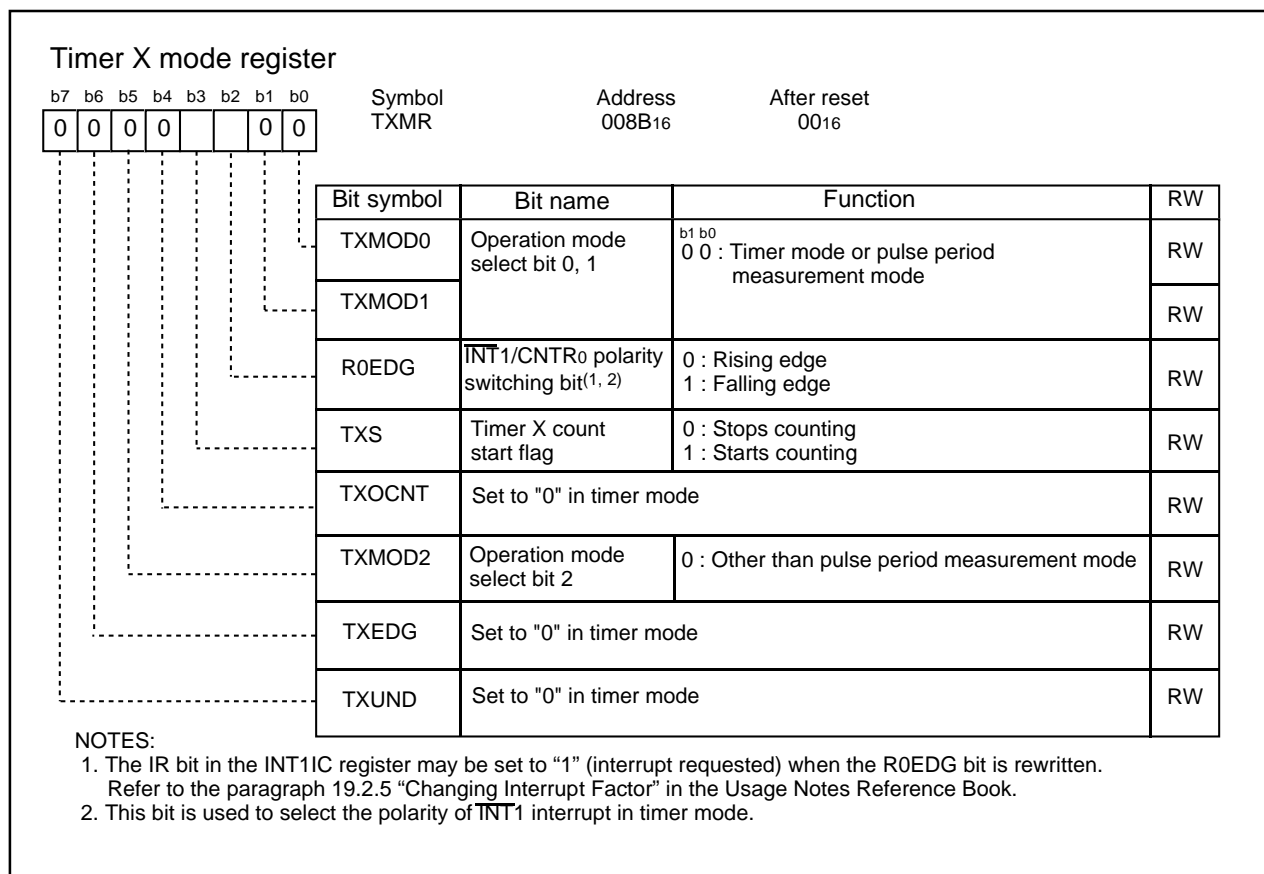 Timer X mode register
b7 b6 b5 b4 b3 b2 b1 b0
Symbol Address After reset
0 0 0 0 0 0
TXMR 008B16 0016
Bit symbol Bit name Function RW
TXMOD0 Operation mode select bit 0, 1
b1 b0
0 0 : Timer mode or pulse period
measurement mode
RW
TXMOD1 RW
R0EDG
INT1/CNTR0 polarity
switching bit(1, 2)
0 : Rising edge
1 : Falling edge
RW
TXS
Timer X count
start flag
0 : Stops counting
1 : Starts counting
RW
TXOCNT Set to "0" in timer mode RW
TXMOD2
Operation mode
select bit 2
0 : Other than pulse period measurement mode
RW
TXEDG Set to "0" in timer mode RW
TXUND Set to "0" in timer mode RW
NOTES:
1. The IR bit in the INT1IC register may be set to “1” (interrupt requested) when the R0EDG bit is rewritten.
Refer to the paragraph 19.2.5 “Changing Interrupt Factor” in the Usage Notes Reference Book.
2. This bit is used to select the polarity of INT1 interrupt in timer mode.